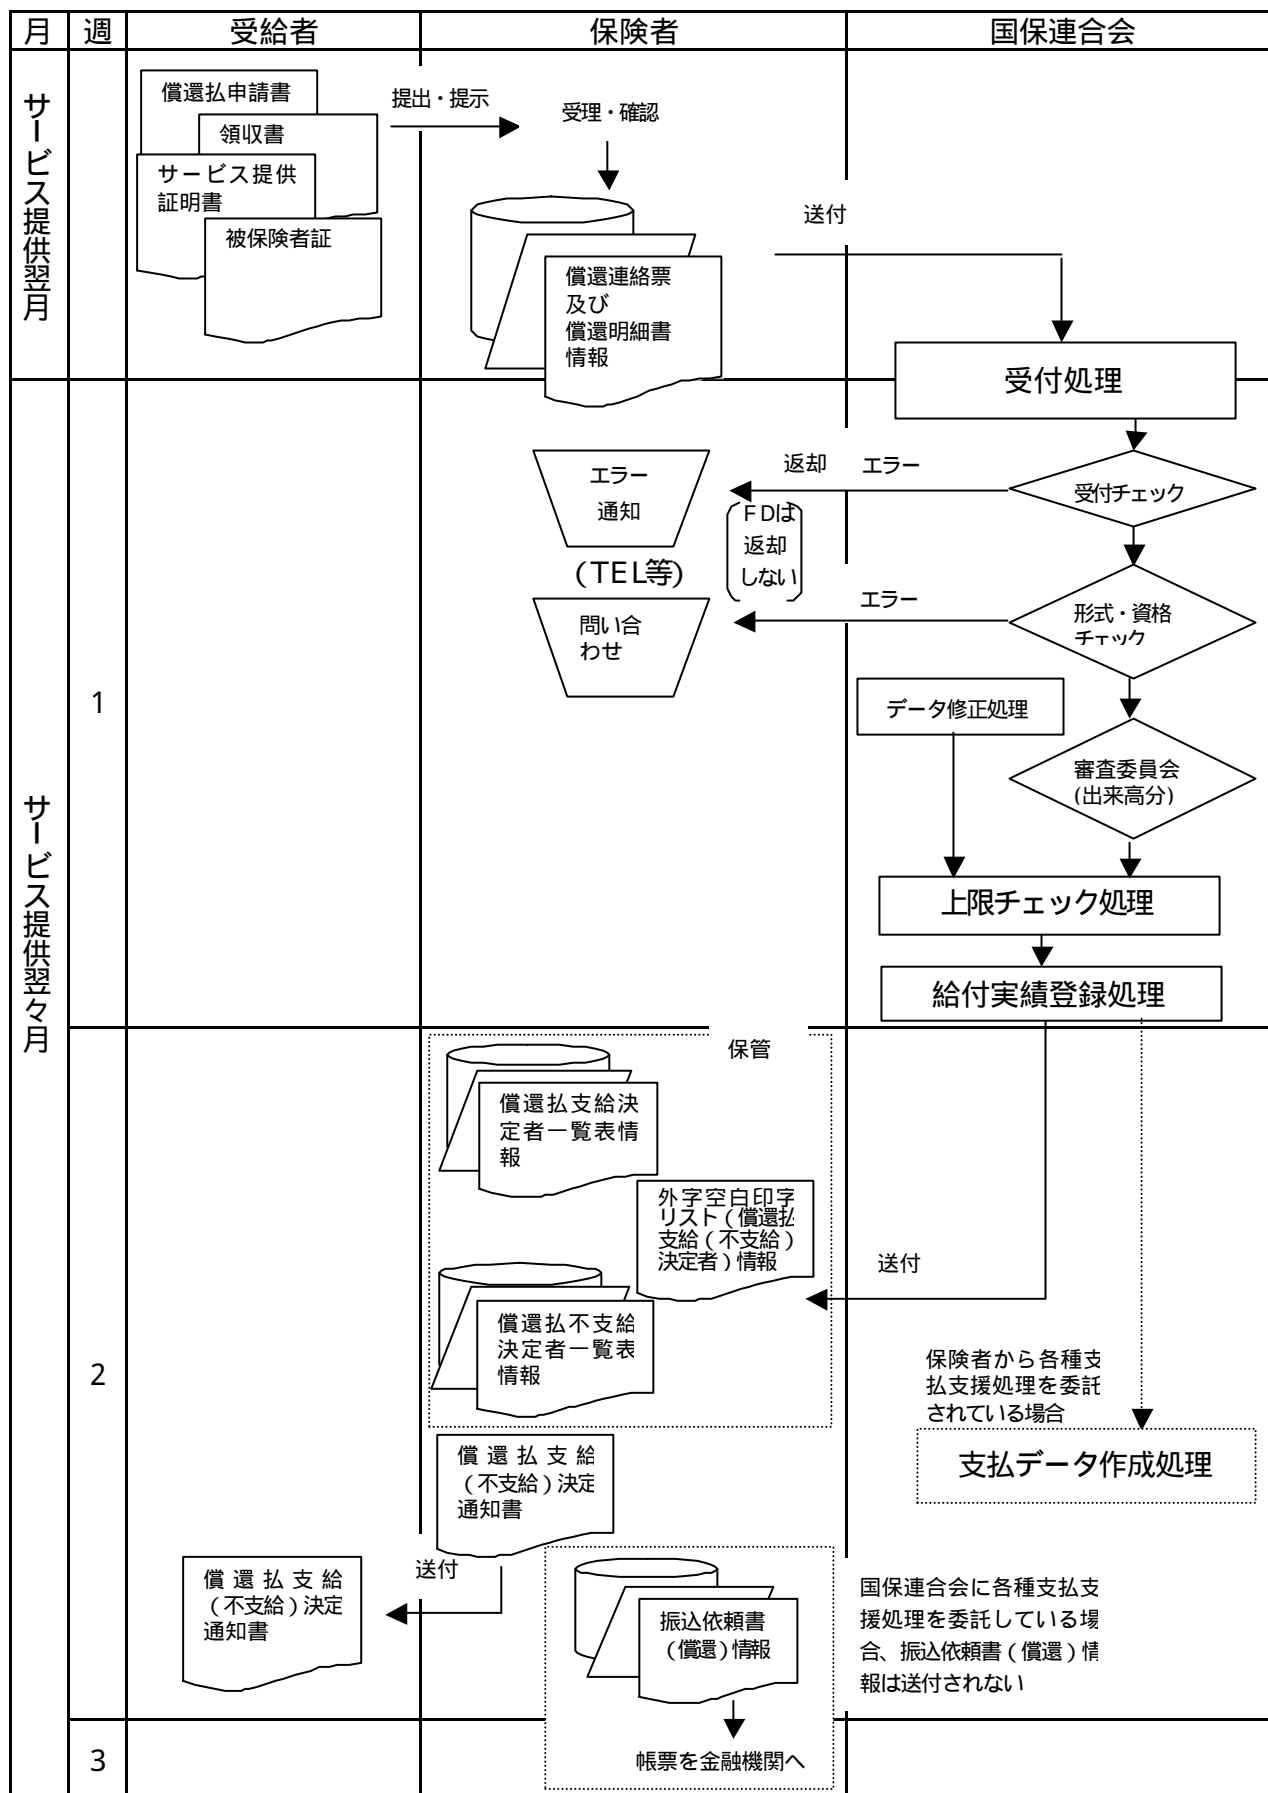 月
週
受給者
保険者
国保連合会
サービス提供翌月
償還払申請書
領収書
サービス提供
証明書
被保険者証
提出・提示
受理・確認
償還連絡票
及び
償還明細書
情報
送付
受付処理
サービス提供翌々月
1
受付チェック
エラー
返却
エラー
通知
FDは
返却
しない
(TEL等)
形式・資格
チェック
エラー
問い合
わせ
データ修正処理
審査委員会
(出来高分)
上限チェック処理
給付実績登録処理
2
保管
償還払支給決
定者一覧表情
報
外字空白印字
リスト(償還払
支給(不支給)
決定者)情報
償還払不支給
決定者一覧表
情報
送付
保険者から各種支
払支援処理を委託
されている場合
支払データ作成処理
償還払支給
(不支給)決定
通知書
送付
償還払支給
(不支給)決定
通知書
振込依頼書
(償還)情報
国保連合会に各種支払支
援処理を委託している場
合、振込依頼書(償還)情
報は送付されない
3
帳票を金融機関へ